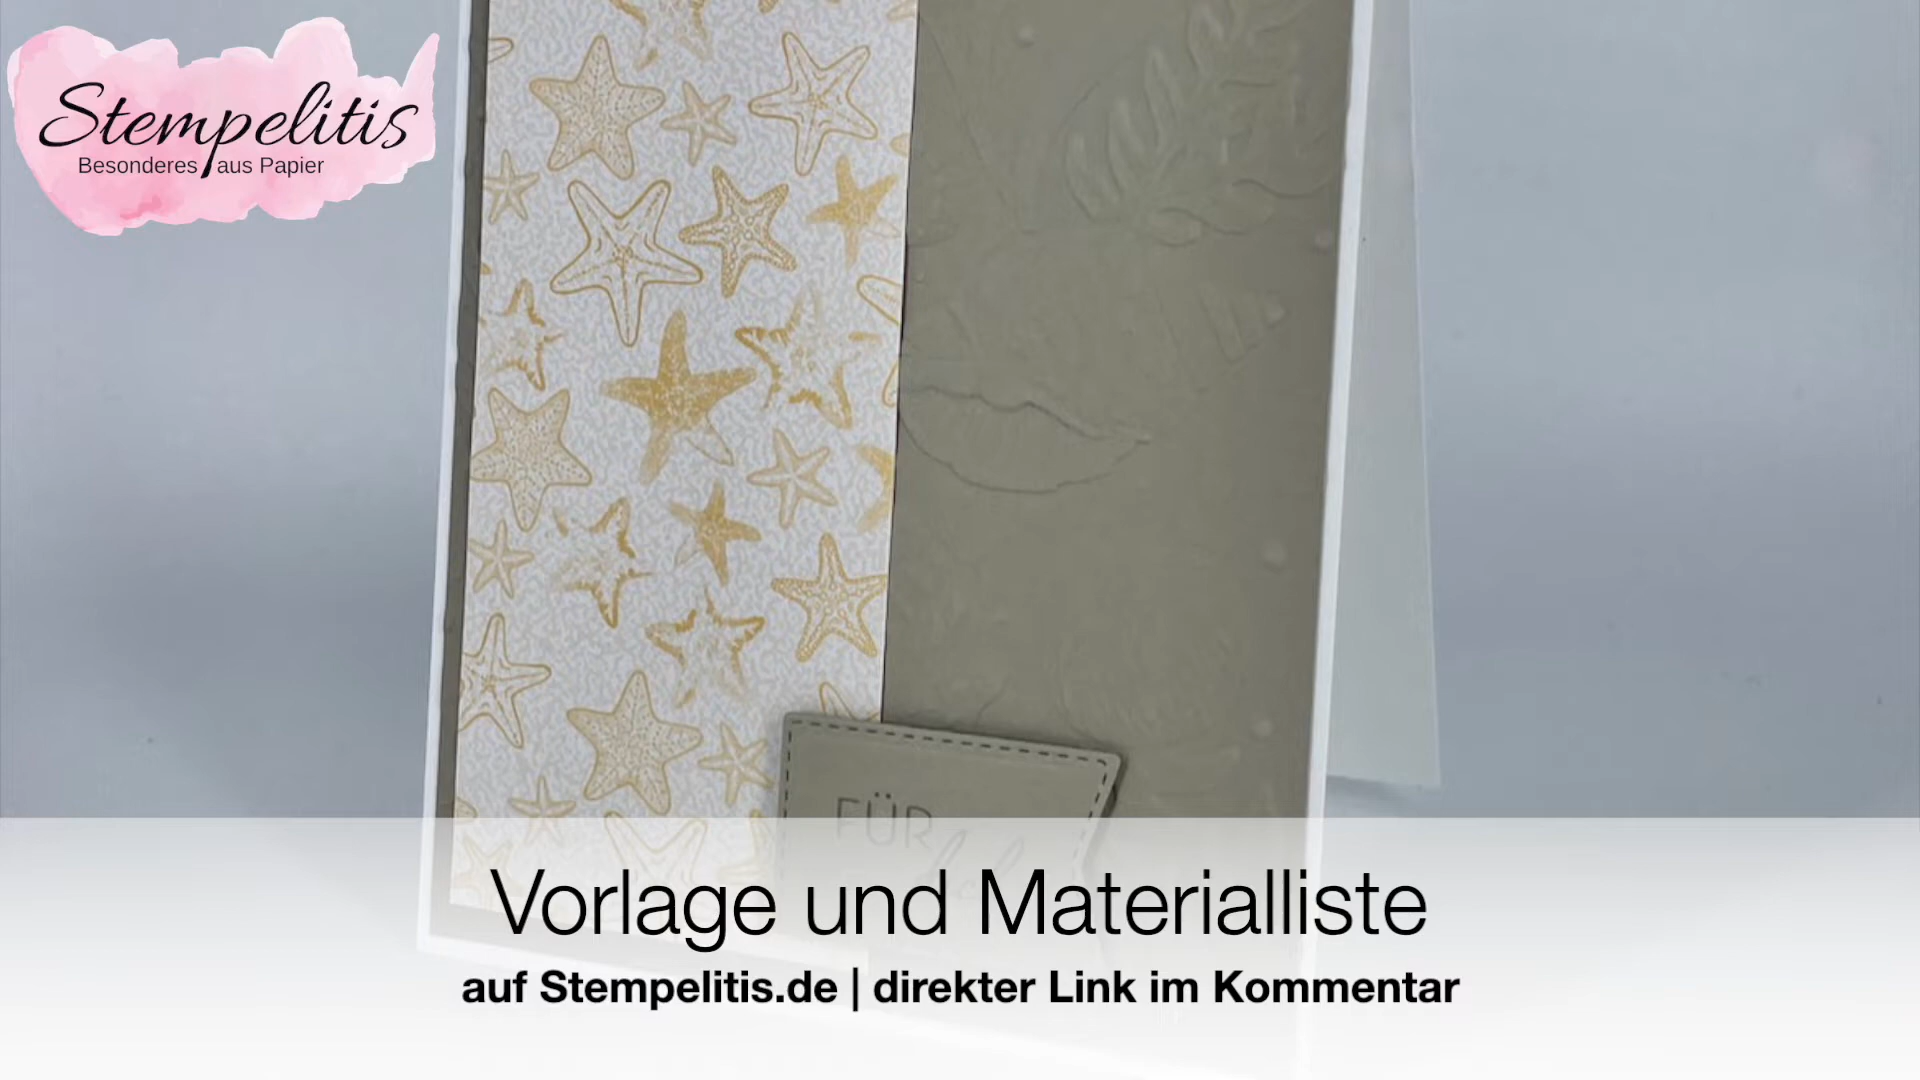 Stempelitis
Besonderes aus Papier
FÜR
Vorlage und Materialliste
auf Stempelitis.de | direkter Link im Kommentar